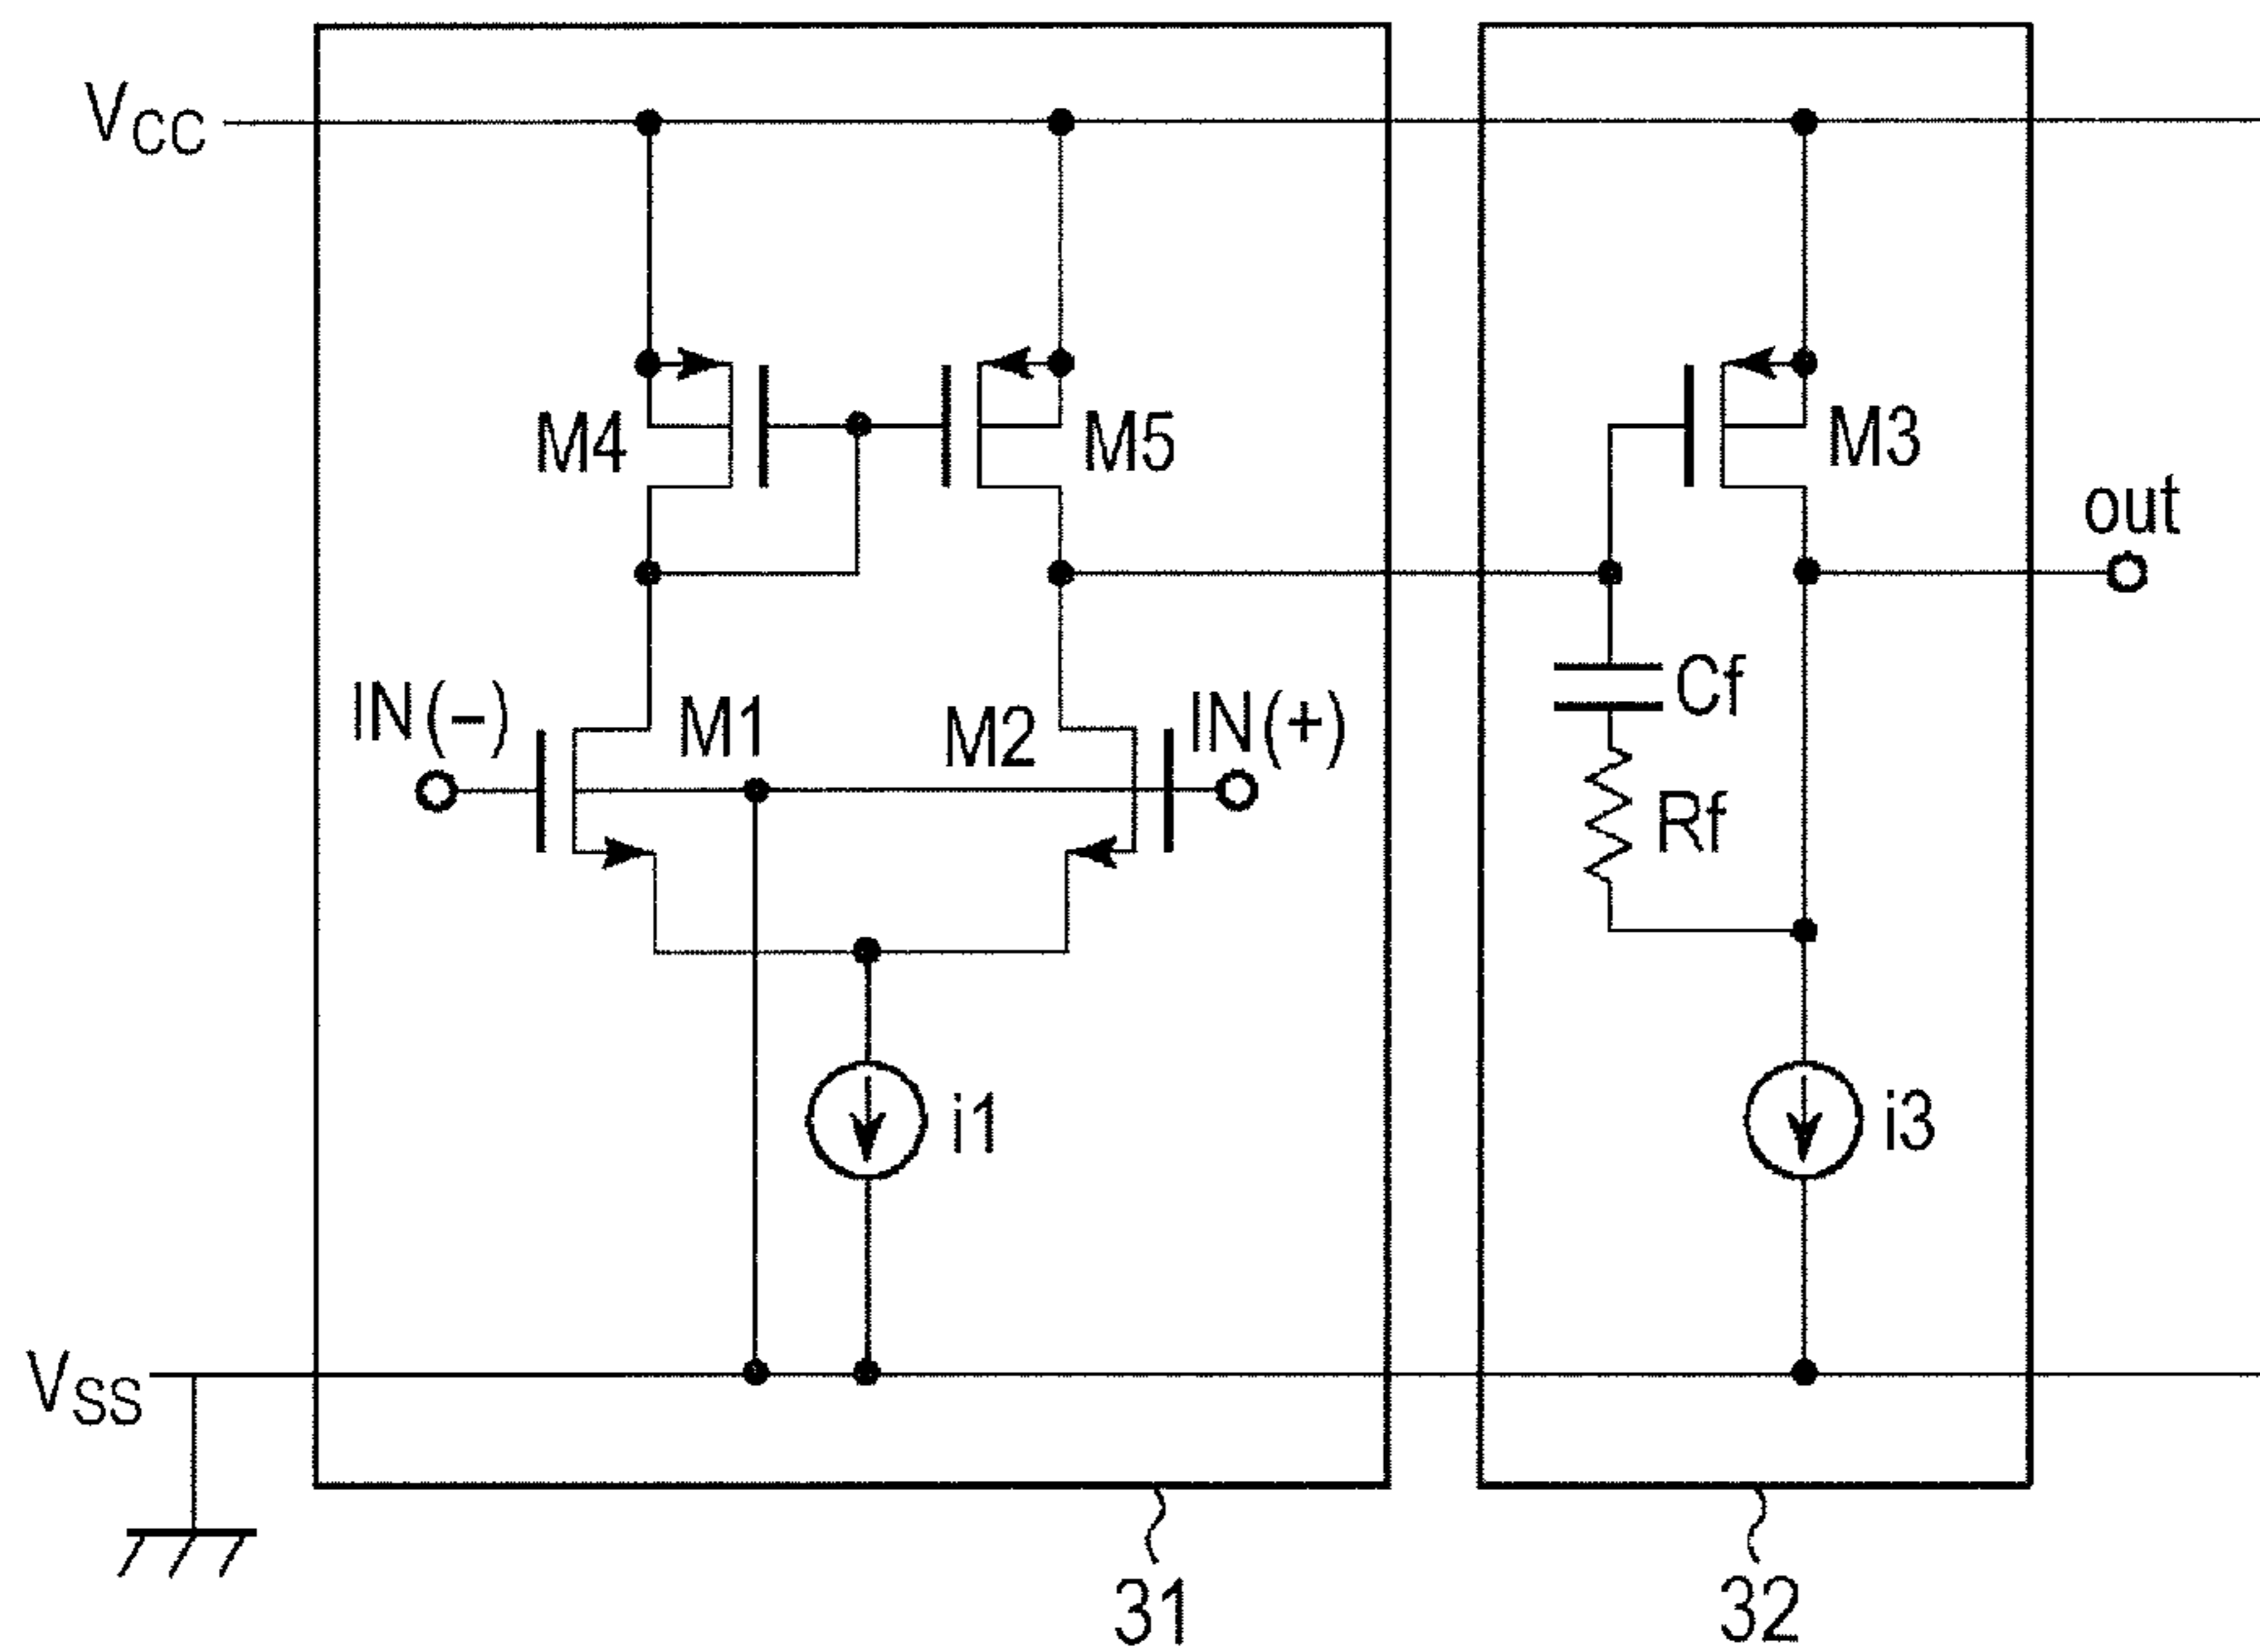 VCC
M4
M5
M3
out
IN(−)
M1
M2
IN(+)
Cf
Rf
i1
i3
VSS
31
32